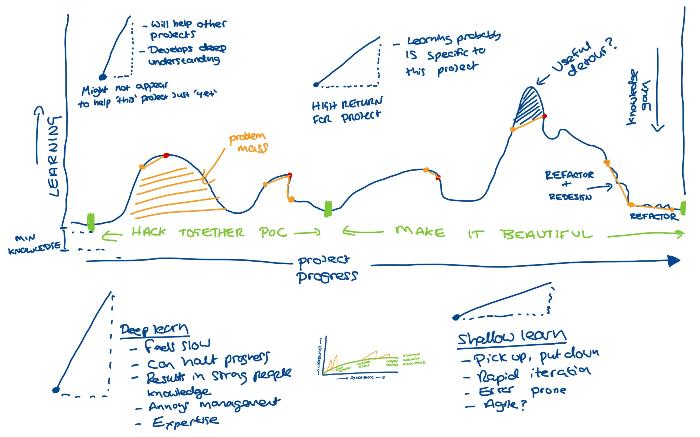 - Will help other
projects
- Develops deep
understanding
Might not appear
to help 'this' project just "yet"
- Learning probably
IS specific to
this project
HIGH RETURN
FOR PROJECT
Useful
detour?
Knowledge
gain
LEARNING
problem
mass
REFACTOR
+
REDESIGN
REFACTOR
MIN
KNOWLEDGE
HACK TOGETHER POC
MAKE IT BEAUTIFUL
project
progress
Deep learn
- Feels slow
- Can halt progress
- Results in strong people
knowledge
- Annoys management
- Expertise
Shallow learn
- Pick up, put down
- Rapid iteration
- Error prone
- Agile?